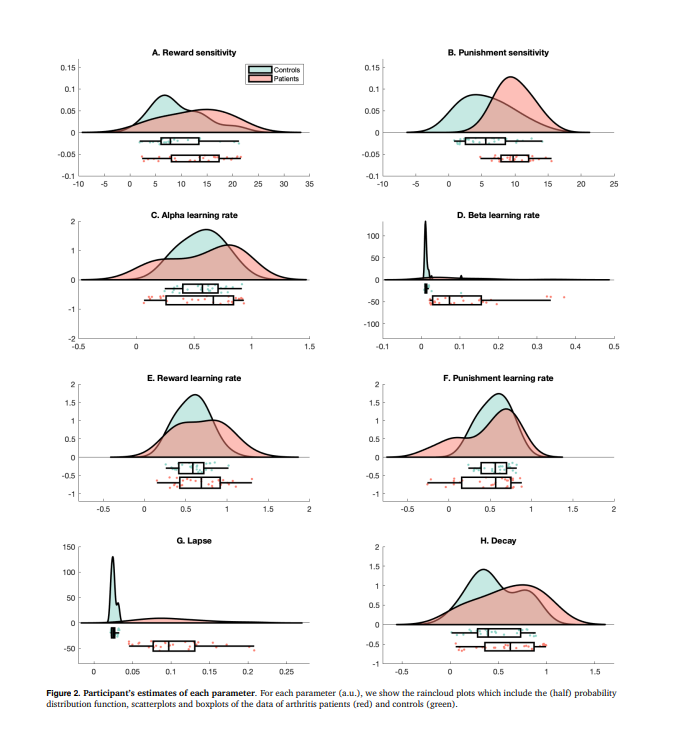 A. Reward sensitivity
B. Punishment sensitivity
0.15
0.1
0.05
0
-0.05
-0.1
Controls
Patients
-10 -5 0 5 10 15 20 25 30 35
0.15
0.1
0.05
0
-0.05
-0.1
-10 -5 0 5 10 15 20 25
C. Alpha learning rate
D. Beta learning rate
2
1
0
-1
-2
-0.5 0 0.5 1 1.5
100
50
0
-50
-100
-0.1 0 0.1 0.2 0.3 0.4 0.5
E. Reward learning rate
F. Punishment learning rate
2
1.5
1
0.5
0
-0.5
-1
-0.5 0 0.5 1 1.5 2
2
1.5
1
0.5
0
-0.5
-1
-0.5 0 0.5 1 1.5 2
G. Lapse
H. Decay
150
100
50
0
-50
0 0.05 0.1 0.15 0.2 0.25
2
1.5
1
0.5
0
-0.5
-1
-0.5 0 0.5 1 1.5
Figure 2. Participant's estimates of each parameter. For each parameter (a.u.), we show the raincloud plots which include the (half) probability
distribution function, scatterplots and boxplots of the data of arthritis patients (red) and controls (green).